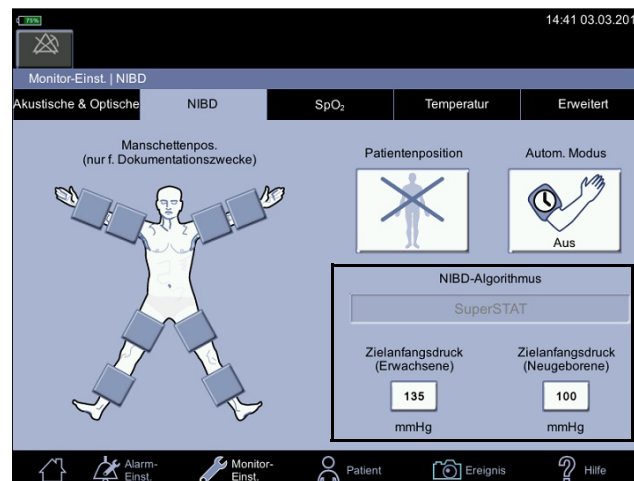 75%
14:41 03.03.201
Monitor-Einst. | NIBD
Akustische & Optische
NIBD
SpO₂
Temperatur
Erweitert
Manschettenpos.
(nur f. Dokumentationszwecke)
Patientenposition
Autom. Modus
Aus
NIBD-Algorithmus
SuperSTAT
Zielanfangsdruck
(Erwachsene)
135
mmHg
Zielanfangsdruck
(Neugeborene)
100
mmHg
Alarm-
Einst.
Monitor-
Einst.
Patient
Ereignis
Hilfe